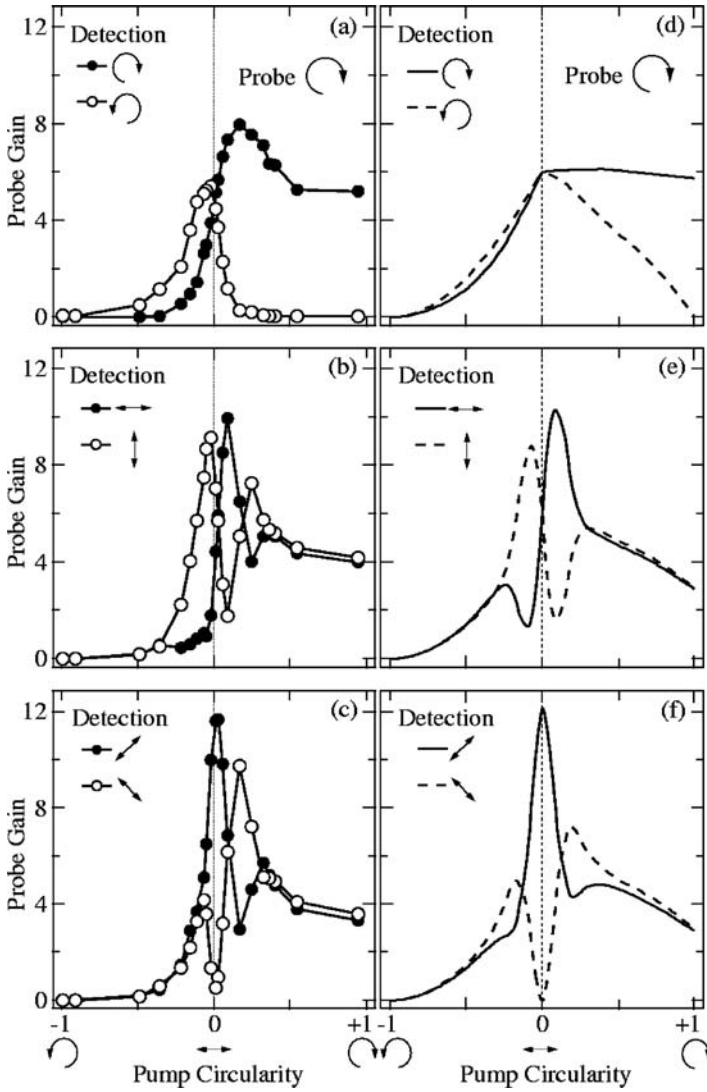 Detection (a)
Probe
Probe Gain
12
8
4
0
Detection (d)
Probe
Detection (b)
Probe Gain
12
8
4
0
Detection (e)
Detection (c)
Probe Gain
12
8
4
0
Detection (f)
-1 0 +1
-1 0 +1
Pump Circularity
Pump Circularity